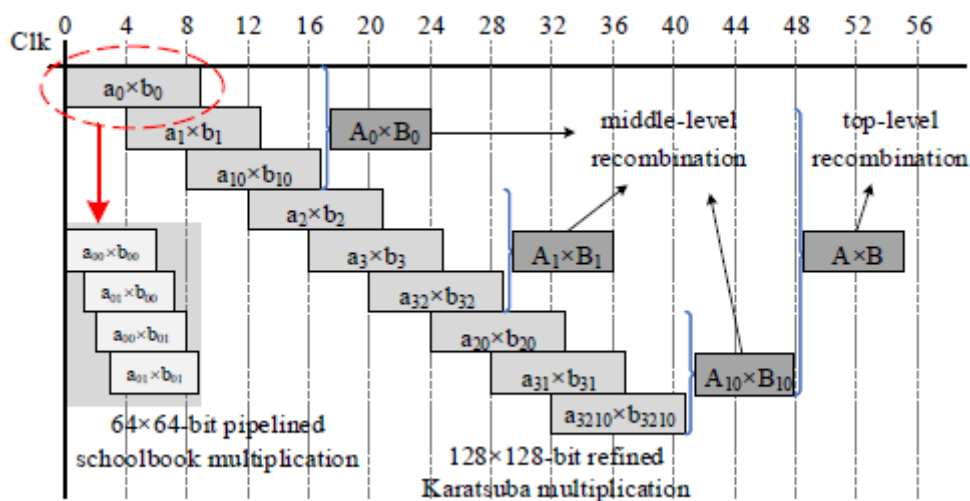 Clk 0 4 8 12 16 20 24 28 32 36 40 44 48 52 56
a₀×b₀
a₁×b₁
A₀×B₀
middle-level
recombination
top-level
recombination
a₁₀×b₁₀
a₂×b₂
a₀₀×b₀₀
a₃×b₃
A₁×B₁
A×B
a₀₁×b₀₀
a₃₂×b₃₂
a₀₀×b₀₁
a₂₀×b₂₀
a₀₁×b₀₁
a₃₁×b₃₁
A₁₀×B₁₀
a₃₂₁₀×b₃₂₁₀
64×64-bit pipelined
schoolbook multiplication
128×128-bit refined
Karatsuba multiplication